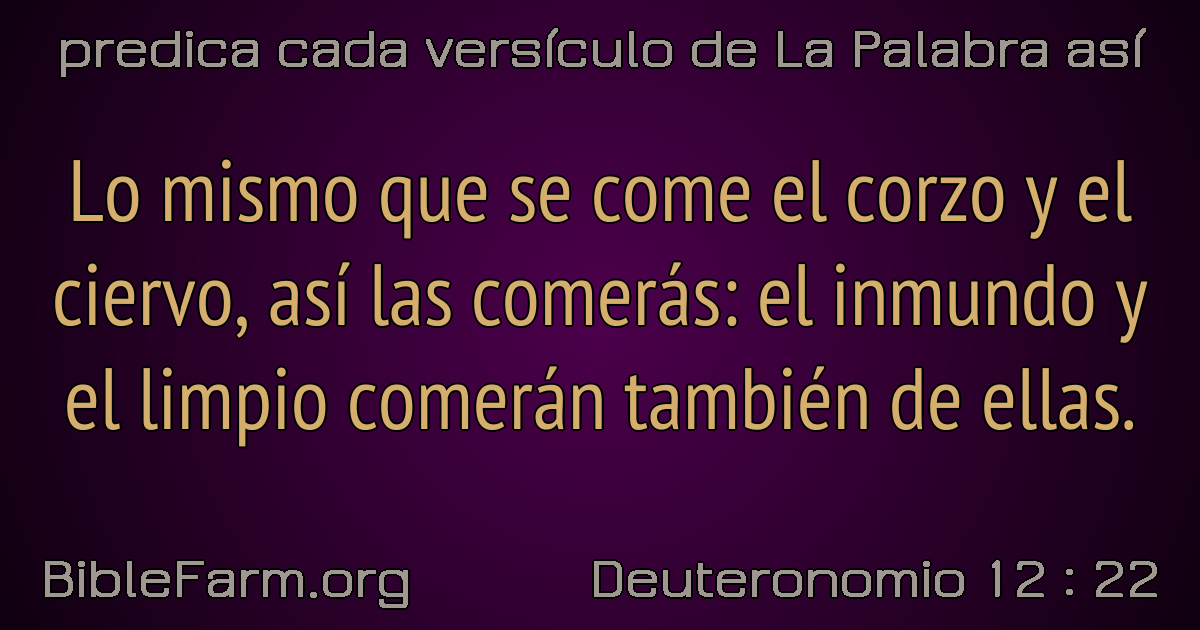 predica cada versículo de La Palabra así
Lo mismo que se come el corzo y el
ciervo, así las comerás: el inmundo y
el limpio comerán también de ellas.
BibleFarm.org
Deuteronomio 12 : 22